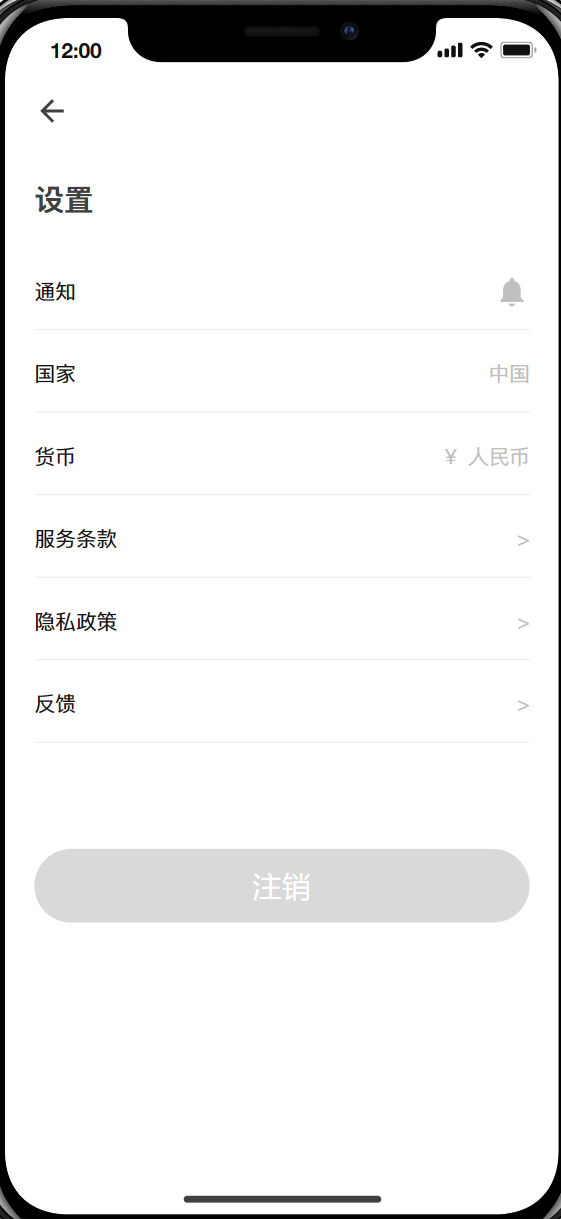 12:00
设置
通知
国家 中国
货币 ¥ 人民币
服务条款 >
隐私政策 >
反馈 >
注销